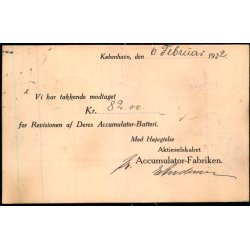 København, den 6 Februar 1922.
Vi har takkende modtaget
Kr. 82.00
for Revisionen af Deres Accumulator-Batteri.
Med Højagtelse
Aktieselskabet
Accumulator-Fabriken.